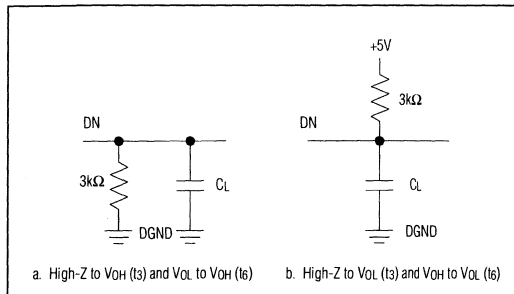 +5V
3kΩ
DN
DN
3kΩ
CL
CL
DGND
DGND
a. High-Z to VOH (t3) and VOL to VOH (t6)
b. High-Z to VOL (t3) and VOH to VOL (t6)